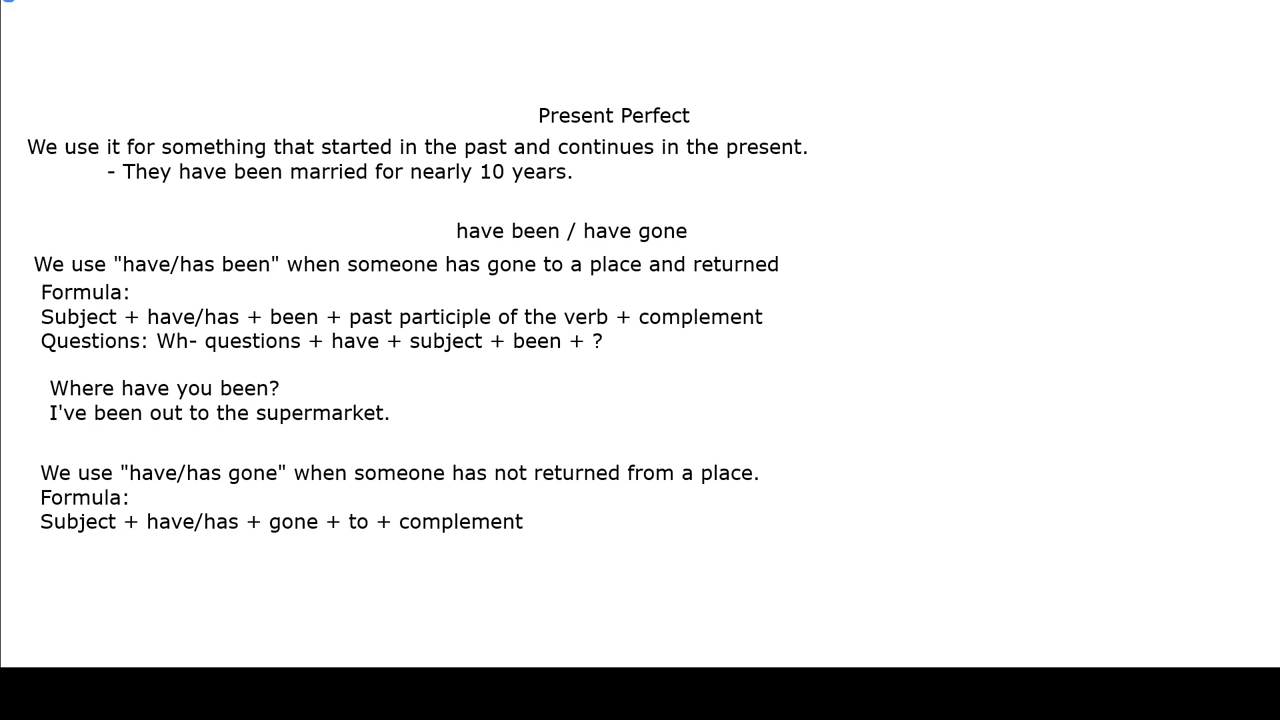 Present Perfect
We use it for something that started in the past and continues in the present.
- They have been married for nearly 10 years.
have been / have gone
We use "have/has been" when someone has gone to a place and returned
Formula:
Subject + have/has + been + past participle of the verb + complement
Questions: Wh- questions + have + subject + been + ?
Where have you been?
I've been out to the supermarket.
We use "have/has gone" when someone has not returned from a place.
Formula:
Subject + have/has + gone + to + complement